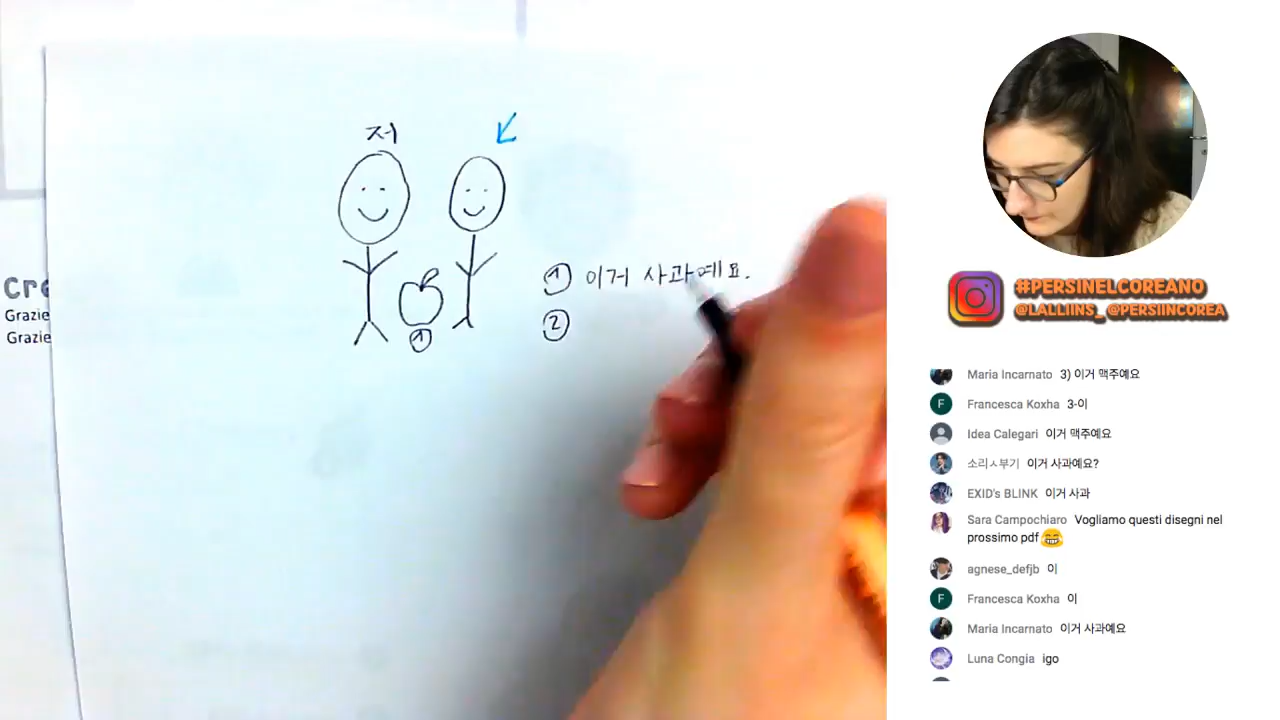 저
① 이거 사과예요.
②
①
Cre
Grazie
Grazie
#PERSINELCOREANO
@LALLIINS_ @PERSIINCOREA
Maria Incarnato 3) 이거 맥주예요
Francesca Koxha 3-이
Idea Calegari 이거 맥주예요
소리ㅅ부기 이거 사과예요?
EXID's BLINK 이거 사과
Sara Campochiaro Vogliamo questi disegni nel
prossimo pdf 😂
agnese_defjb 이
Francesca Koxha 이
Maria Incarnato 이거 사과예요
Luna Congia igo